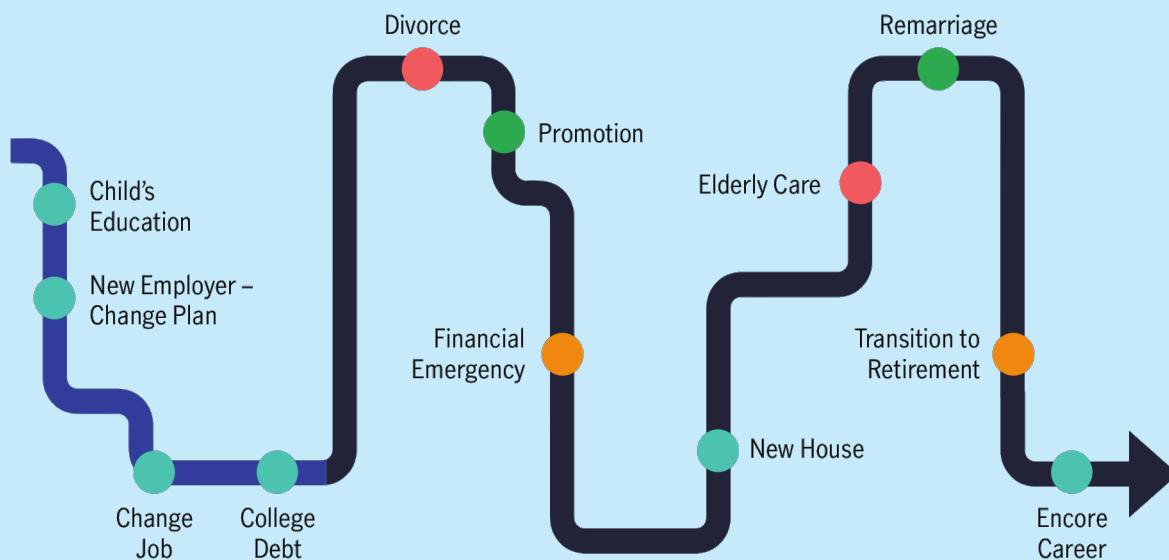 Divorce
Remarriage
Promotion
Child’s
Education
Elderly Care
New Employer –
Change Plan
Financial
Emergency
Transition to
Retirement
New House
Change
Job
College
Debt
Encore
Career